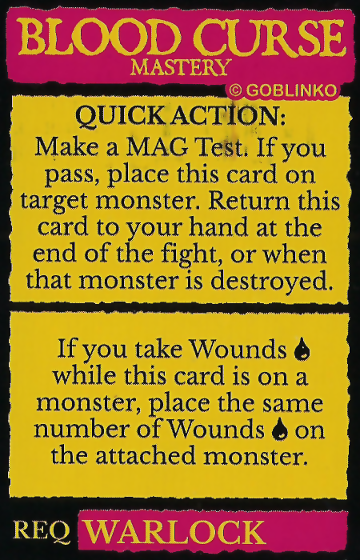 BLOOD CURSE
MASTERY
© GOBLINKO
QUICK ACTION:
Make a MAG Test. If you
pass, place this card on
target monster. Return this
card to your hand at the
end of the fight, or when
that monster is destroyed.
If you take Wounds
while this card is on a
monster, place the same
number of Wounds on
the attached monster.
REQ WARLOCK